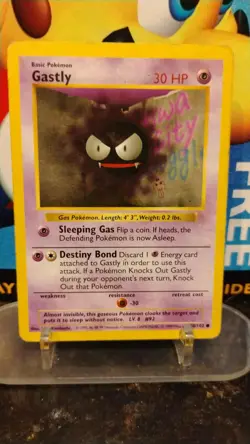 Basic Pokémon
Gastly
30 HP
Gas Pokémon. Length: 4' 3", Weight: 0.2 lbs.
Sleeping Gas Flip a coin. If heads, the
Defending Pokémon is now Asleep.
Destiny Bond Discard 1 Energy card
attached to Gastly in order to use this
attack. If a Pokémon Knocks Out Gastly
during your opponent's next turn, Knock
Out that Pokémon.
weakness resistance retreat cost
-30
Almost invisible, this gaseous Pokémon cloaks the target and
puts it to sleep without notice. LV. 8 #92